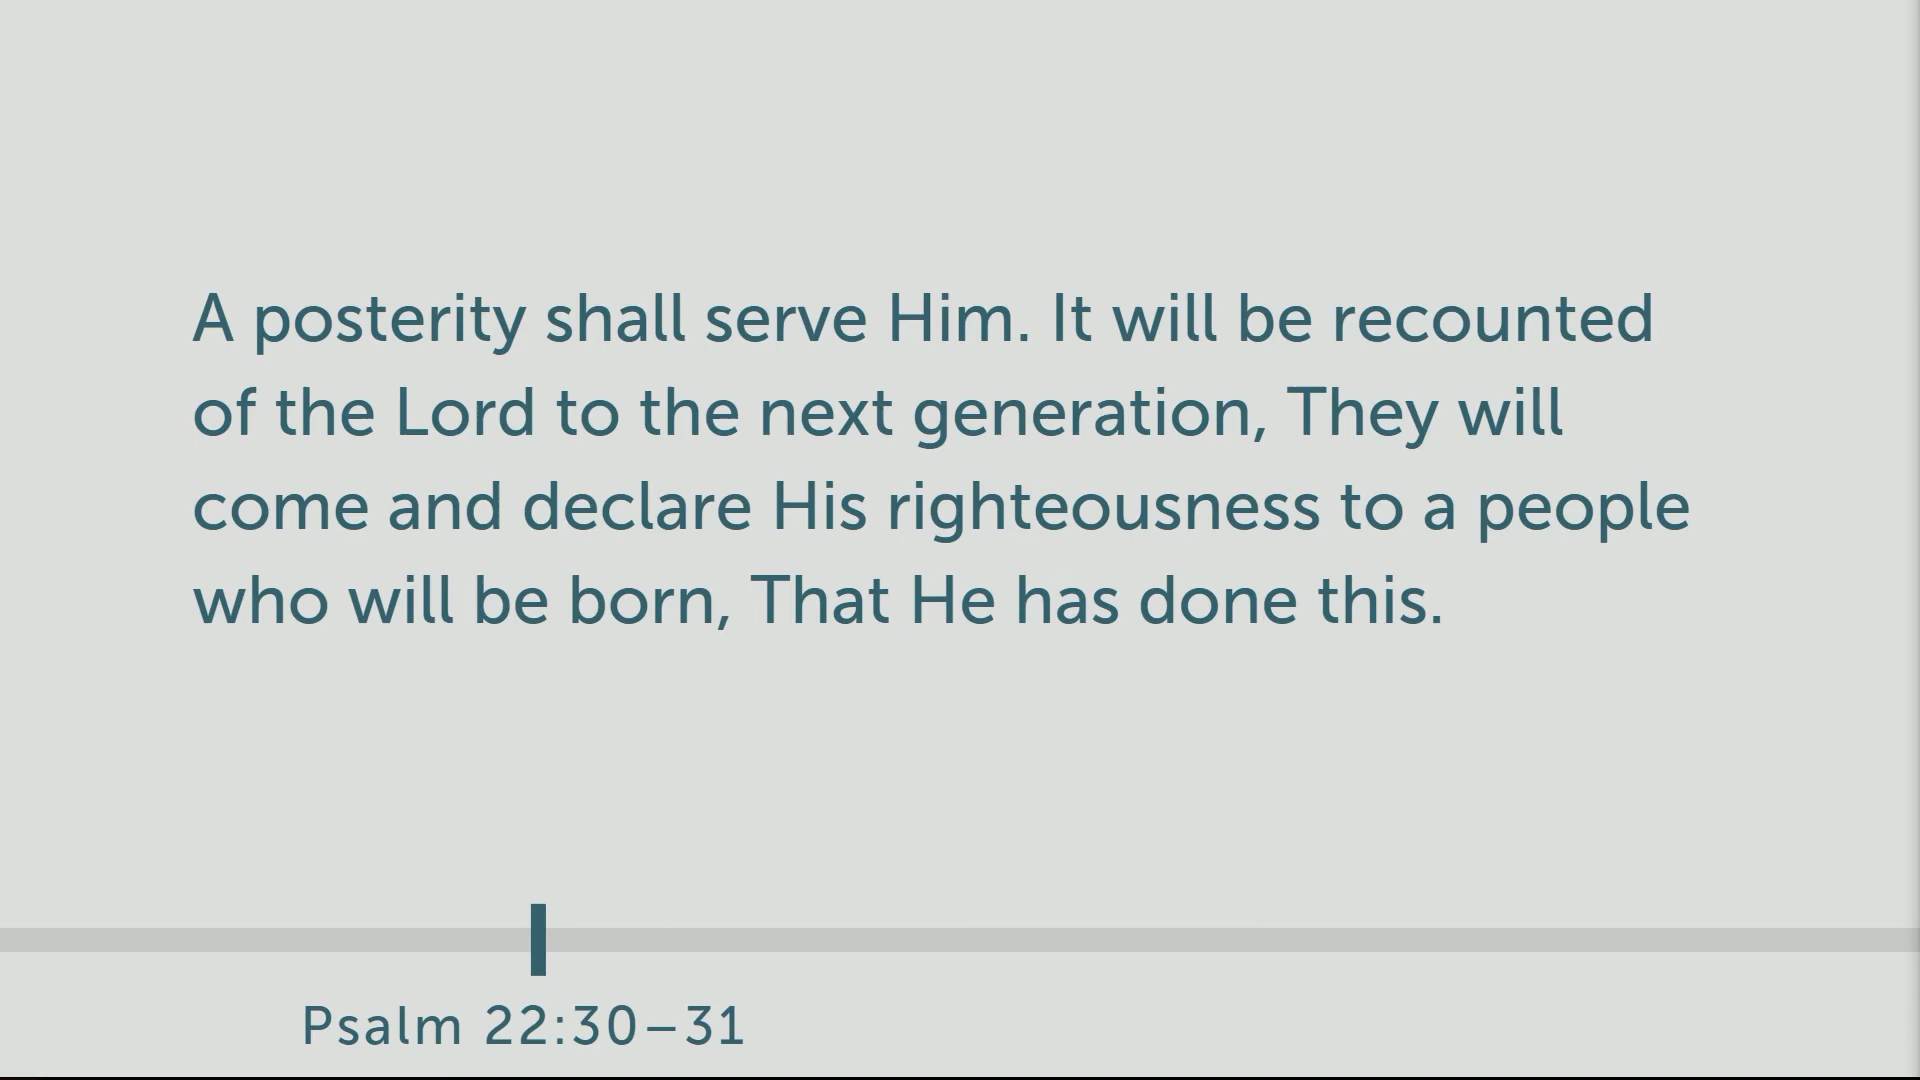 A posterity shall serve Him. It will be recounted
of the Lord to the next generation, They will
come and declare His righteousness to a people
who will be born, That He has done this.
Psalm 22:30–31